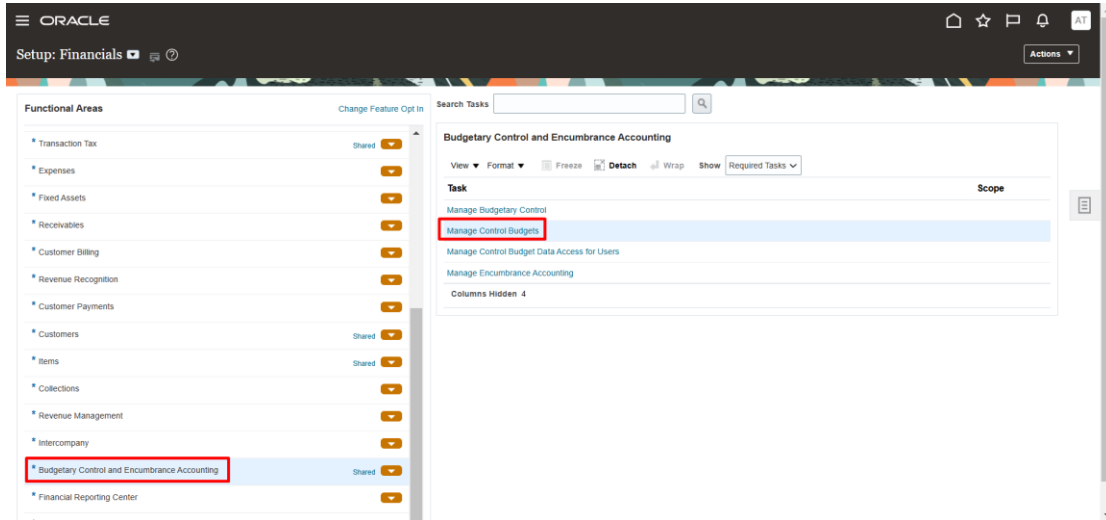 ORACLE
AT
Setup: Financials
Actions
Functional Areas
Change Feature Opt In
Transaction Tax
Shared
Expenses
Fixed Assets
Receivables
Customer Billing
Revenue Recognition
Customer Payments
Customers
Shared
Items
Shared
Collections
Revenue Management
Intercompany
Budgetary Control and Encumbrance Accounting
Shared
Financial Reporting Center
Search Tasks
Budgetary Control and Encumbrance Accounting
View Format Freeze Detach Wrap Show Required Tasks
Task Scope
Manage Budgetary Control
Manage Control Budgets
Manage Control Budget Data Access for Users
Manage Encumbrance Accounting
Columns Hidden 4